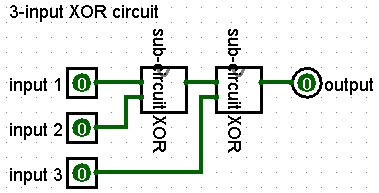 3-input XOR circuit
sub-circuit XOR
sub-circuit XOR
input 1 0
0 output
input 2 0
input 3 0